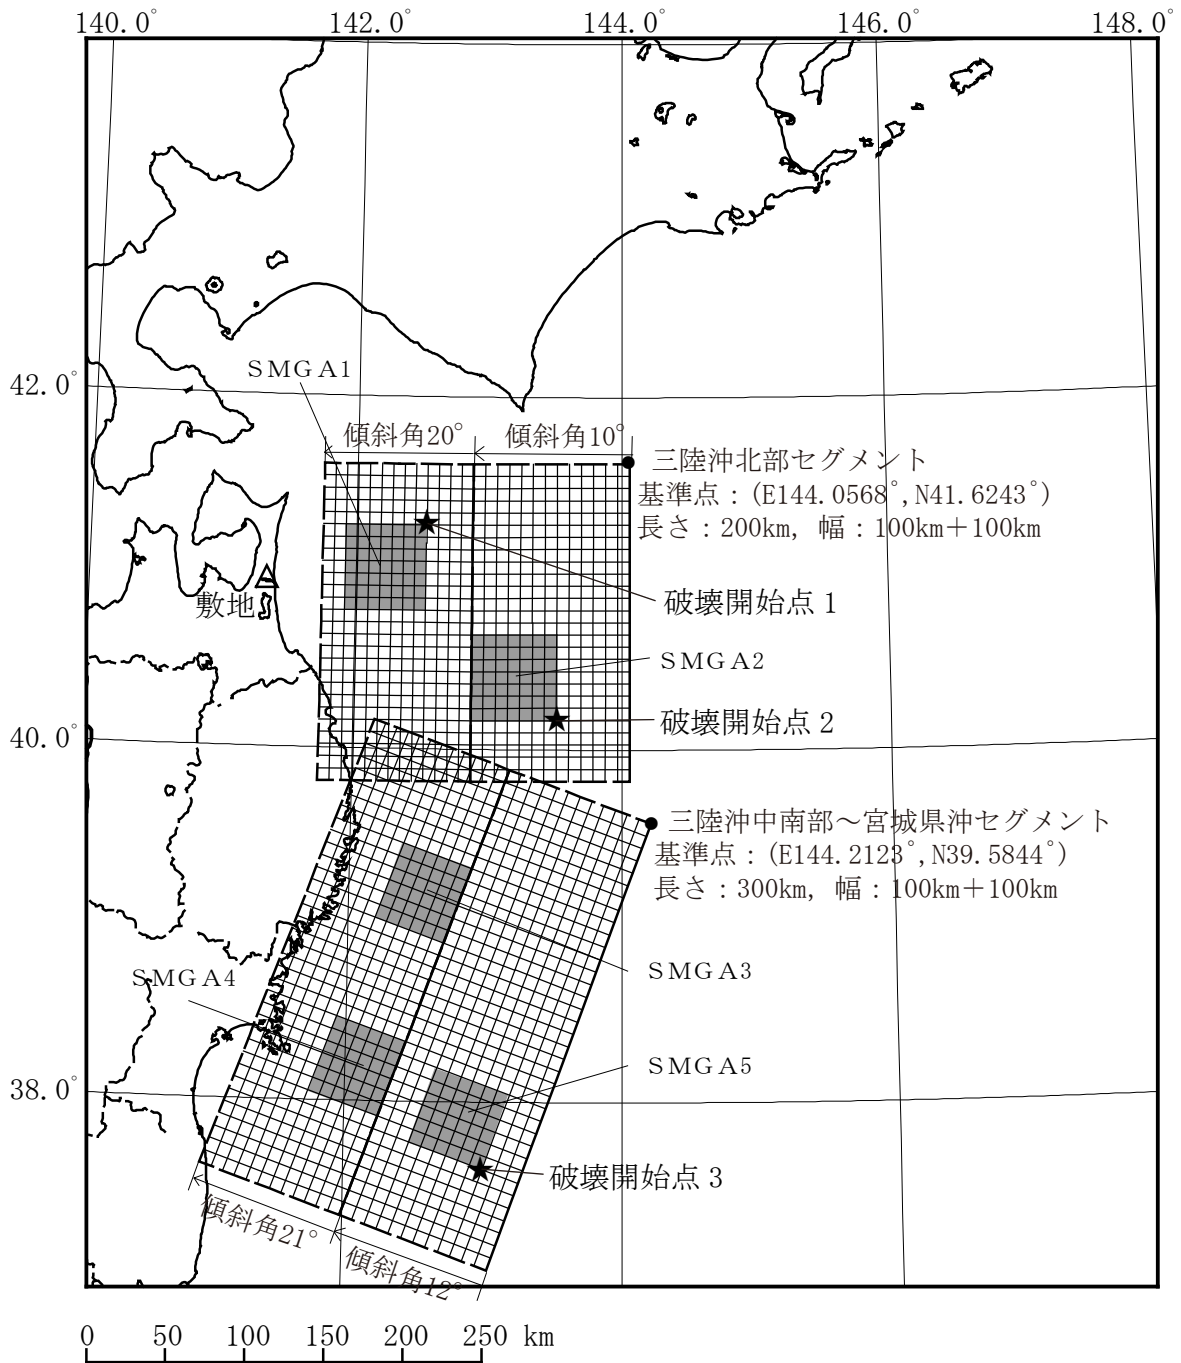 140.0° 142.0° 144.0° 146.0° 148.0°
SMGA1
42.0°
傾斜角20° 傾斜角10°
三陸沖北部セグメント
基準点：(E144.0568°,N41.6243°)
長さ：200km, 幅：100km＋100km
敷地
破壊開始点1
SMGA2
破壊開始点2
40.0°
三陸沖中南部～宮城県沖セグメント
基準点：(E144.2123°,N39.5844°)
長さ：300km, 幅：100km＋100km
SMGA3
SMGA4
SMGA5
38.0°
破壊開始点3
傾斜角21°
傾斜角12°
0 50 100 150 200 250 km